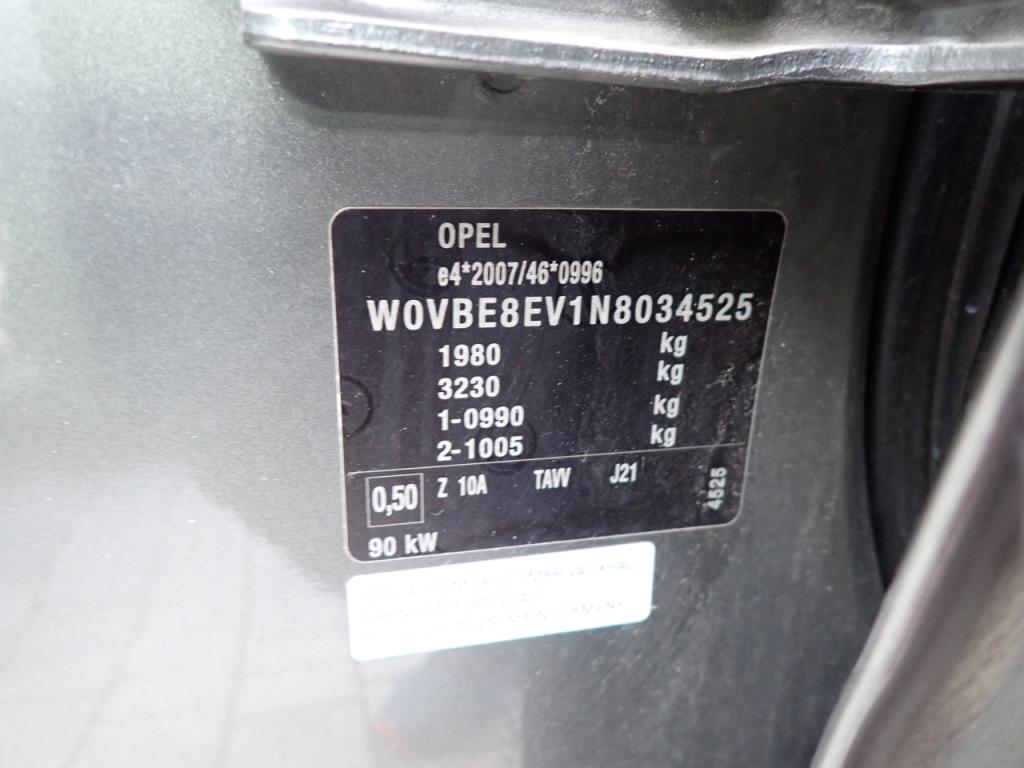 OPEL
e4*2007/46*0996
W0VBE8EV1N8034525
1980 kg
3230 kg
1-0990 kg
2-1005 kg
0,50 Z 10A TAVV J21 4525
90 kW